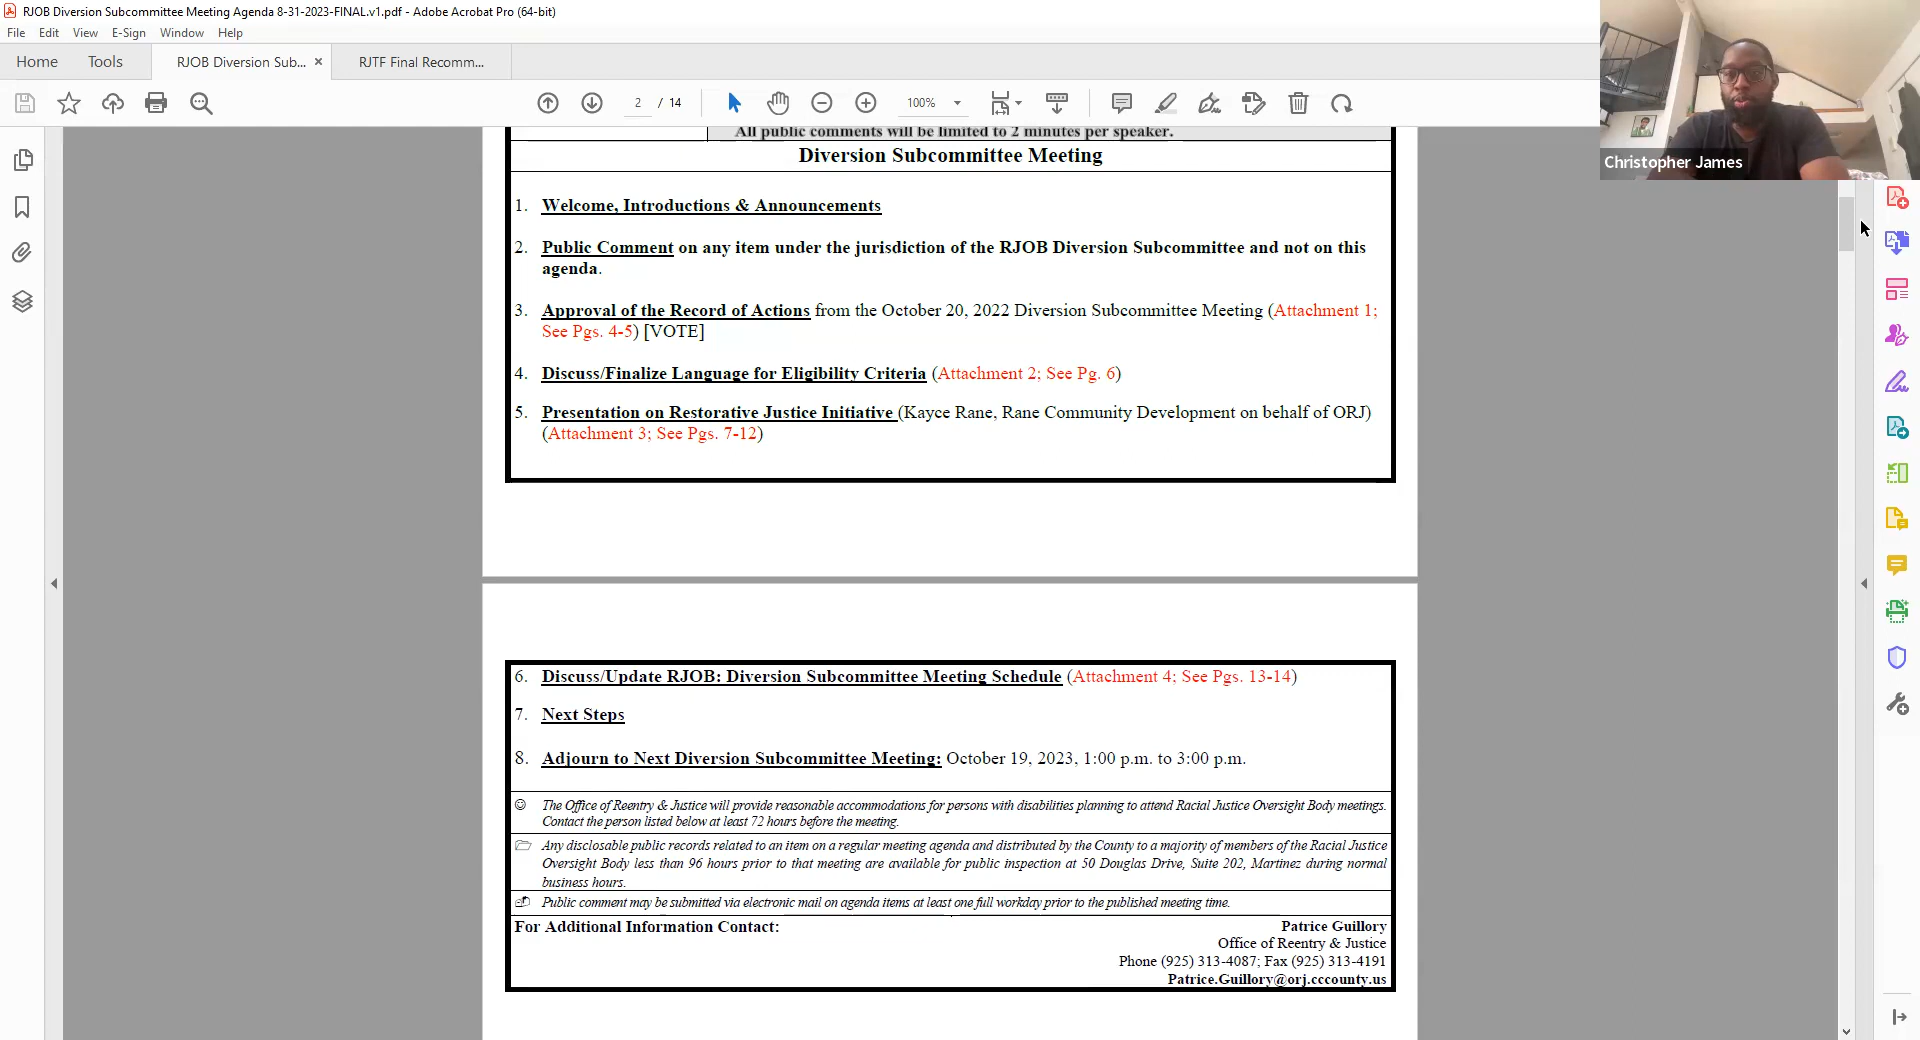 RJOB Diversion Subcommittee Meeting Agenda 8-31-2023-FINAL.v1.pdf - Adobe Acrobat Pro (64-bit)
File Edit View E-Sign Window Help
Home Tools RJOB Diversion Sub... × RJTF Final Recomm...
2 / 14 100%
Christopher James
All public comments will be limited to 2 minutes per speaker.
Diversion Subcommittee Meeting
1. Welcome, Introductions & Announcements
2. Public Comment on any item under the jurisdiction of the RJOB Diversion Subcommittee and not on this
agenda.
3. Approval of the Record of Actions from the October 20, 2022 Diversion Subcommittee Meeting (Attachment 1;
See Pgs. 4-5) [VOTE]
4. Discuss/Finalize Language for Eligibility Criteria (Attachment 2; See Pg. 6)
5. Presentation on Restorative Justice Initiative (Kayce Rane, Rane Community Development on behalf of ORJ)
(Attachment 3; See Pgs. 7-12)
6. Discuss/Update RJOB: Diversion Subcommittee Meeting Schedule (Attachment 4; See Pgs. 13-14)
7. Next Steps
8. Adjourn to Next Diversion Subcommittee Meeting: October 19, 2023, 1:00 p.m. to 3:00 p.m.
The Office of Reentry & Justice will provide reasonable accommodations for persons with disabilities planning to attend Racial Justice Oversight Body meetings.
Contact the person listed below at least 72 hours before the meeting.
Any disclosable public records related to an item on a regular meeting agenda and distributed by the County to a majority of members of the Racial Justice
Oversight Body less than 96 hours prior to that meeting are available for public inspection at 50 Douglas Drive, Suite 202, Martinez during normal
business hours.
Public comment may be submitted via electronic mail on agenda items at least one full workday prior to the published meeting time.
For Additional Information Contact: Patrice Guillory
Office of Reentry & Justice
Phone (925) 313-4087; Fax (925) 313-4191
Patrice.Guillory@orj.cccounty.us